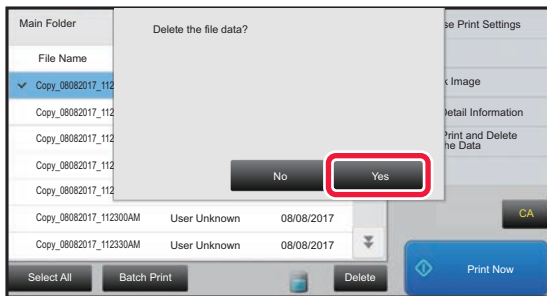 Main Folder
Delete the file data?
se Print Settings
File Name
Copy_08082017_112
k Image
Copy_08082017_112
Detail Information
Copy_08082017_112
Print and Delete
he Data
Copy_08082017_112
No
Yes
Copy_08082017_112
Copy_08082017_112300AM User Unknown 08/08/2017
CA
Copy_08082017_112330AM User Unknown 08/08/2017
Select All
Batch Print
Delete
Print Now